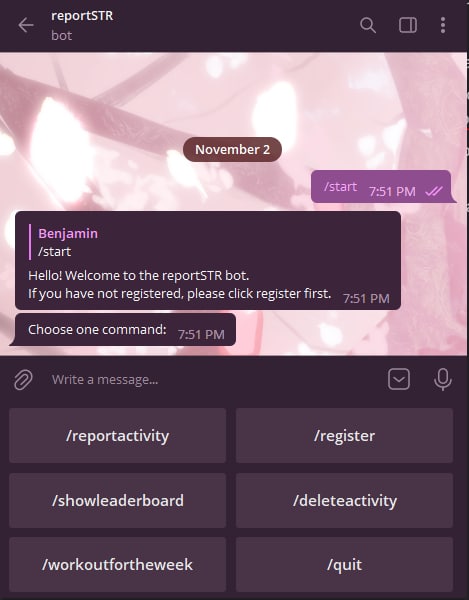 reportSTR
bot
November 2
/start 7:51 PM
Benjamin
/start
Hello! Welcome to the reportSTR bot.
If you have not registered, please click register first. 7:51 PM
Choose one command: 7:51 PM
Write a message...
/reportactivity
/register
/showleaderboard
/deleteactivity
/workoutfortheweek
/quit